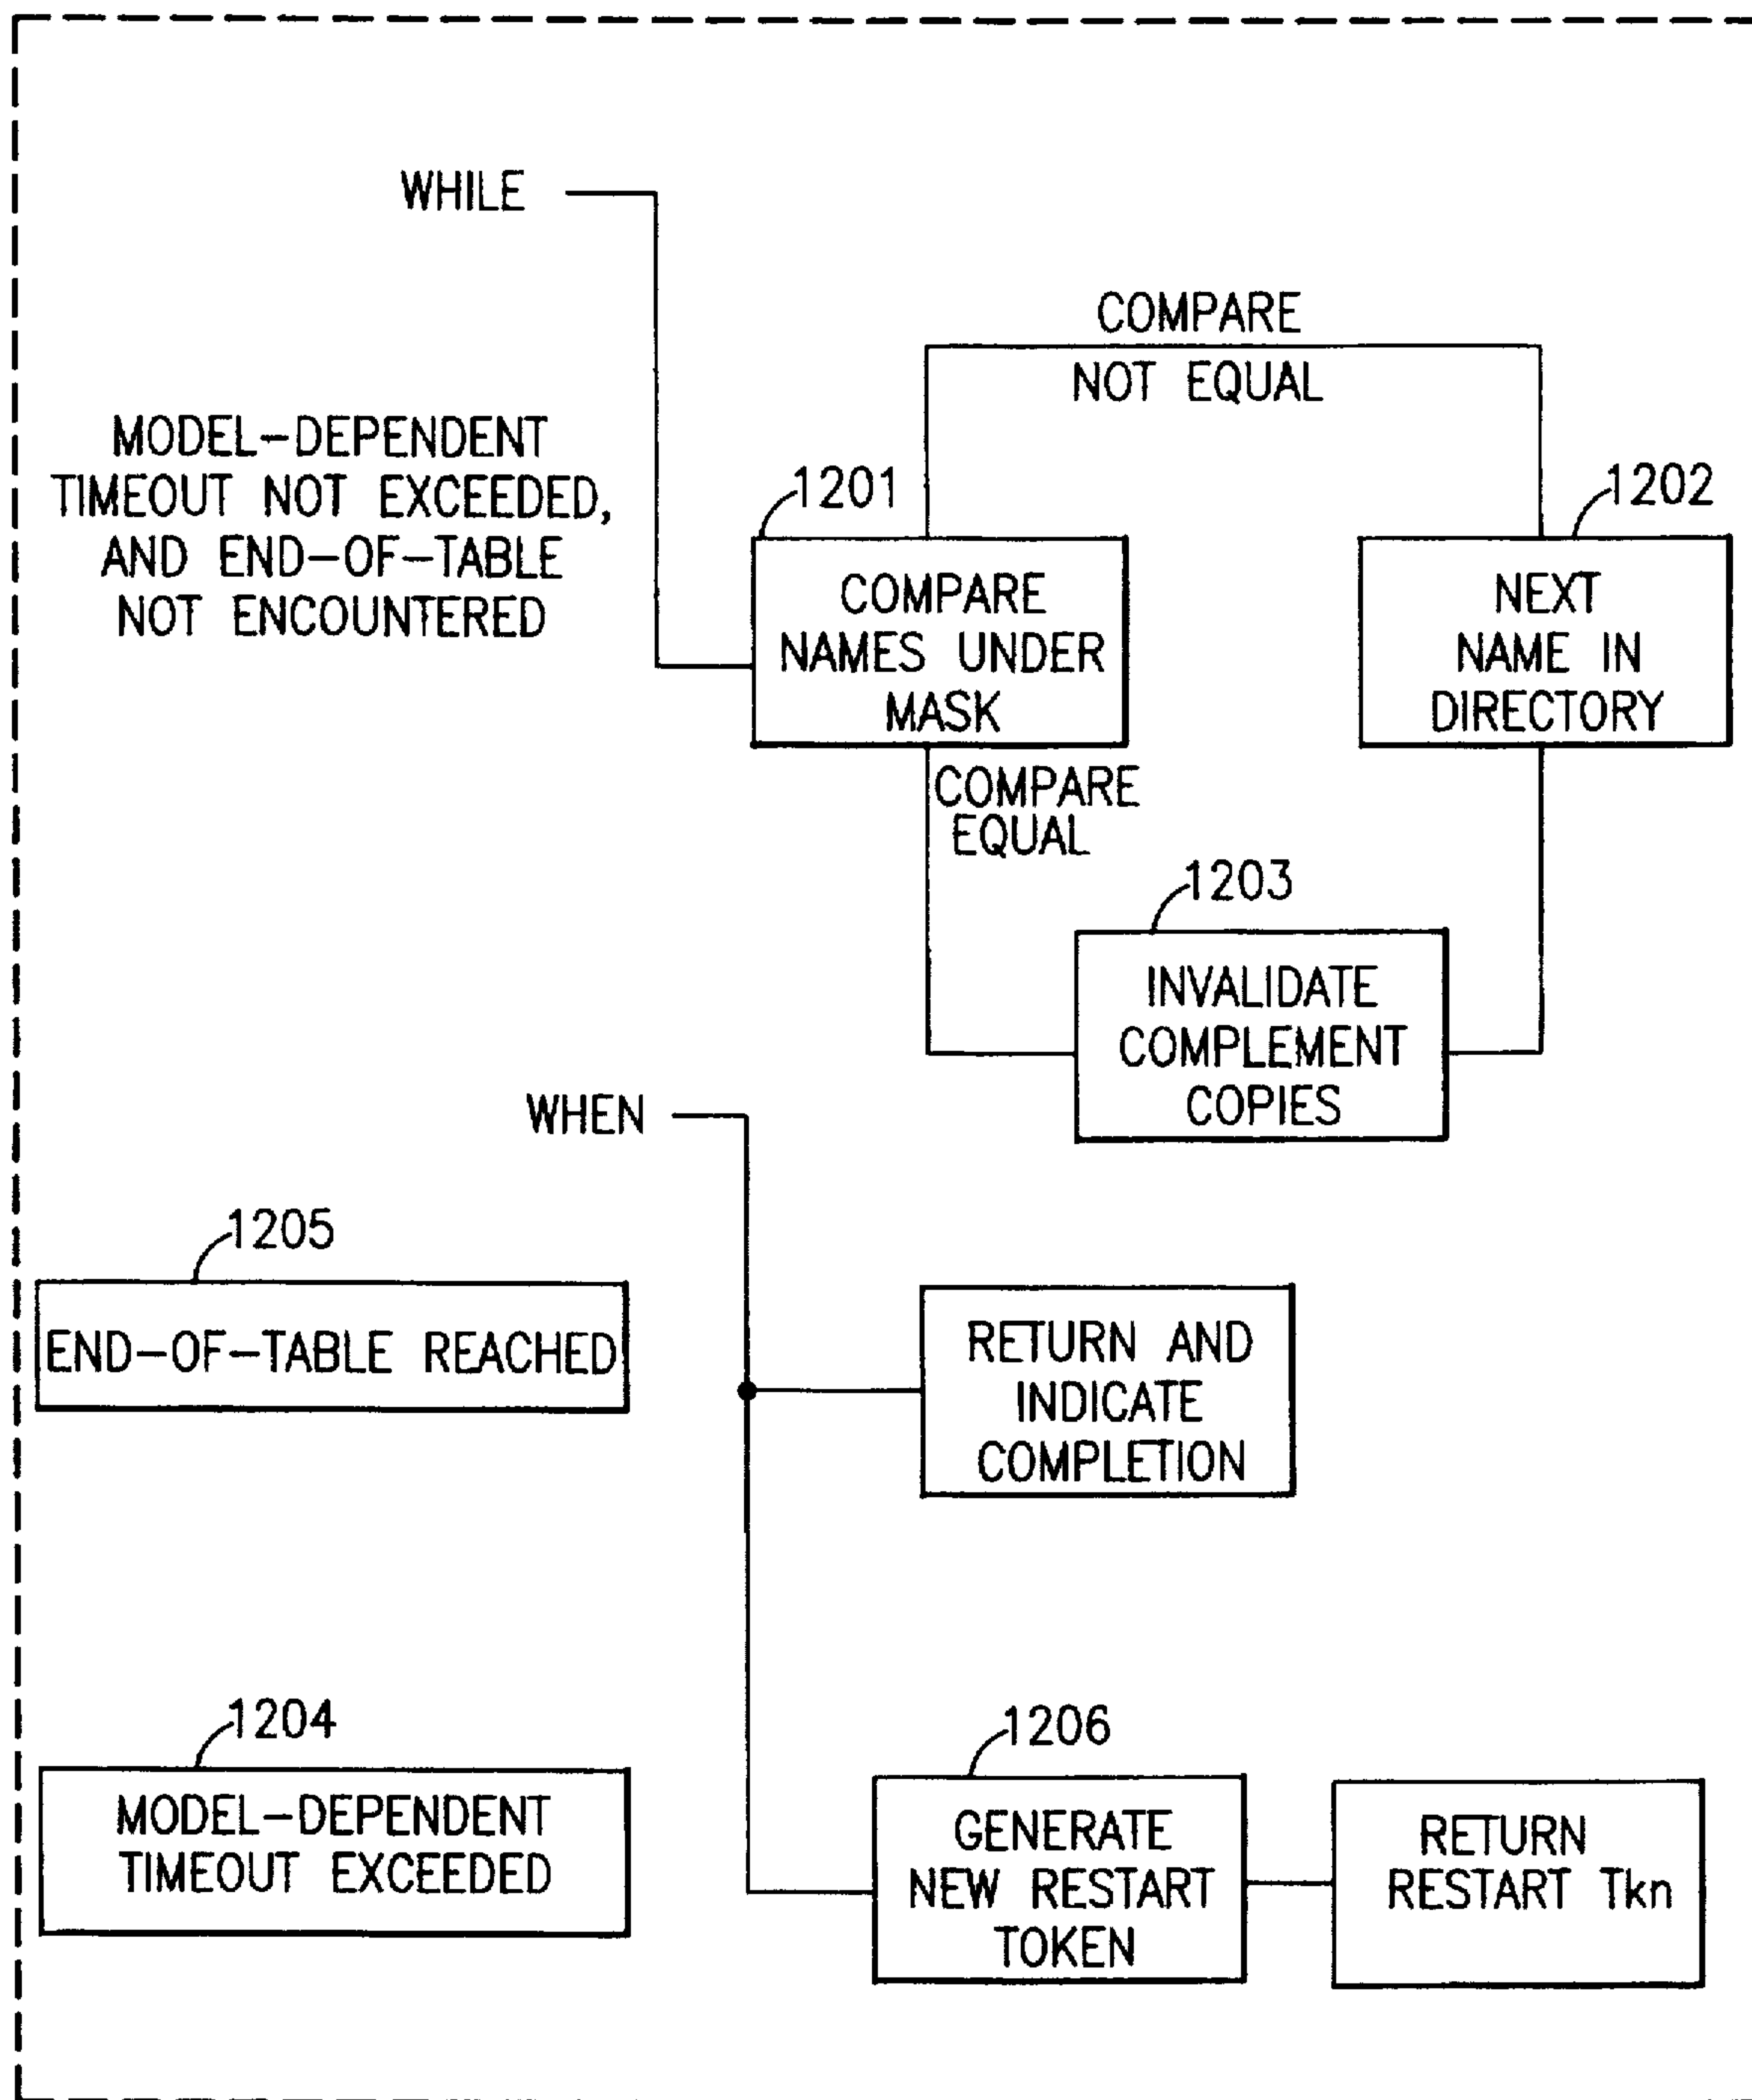 WHILE
COMPARE
NOT EQUAL
MODEL-DEPENDENT
TIMEOUT NOT EXCEEDED,
AND END-OF-TABLE
NOT ENCOUNTERED
1201
COMPARE
NAMES UNDER
MASK
1202
NEXT
NAME IN
DIRECTORY
COMPARE
EQUAL
1203
INVALIDATE
COMPLEMENT
COPIES
WHEN
1205
END-OF-TABLE REACHED
RETURN AND
INDICATE
COMPLETION
1204
MODEL-DEPENDENT
TIMEOUT EXCEEDED
1206
GENERATE
NEW RESTART
TOKEN
RETURN
RESTART Tkn